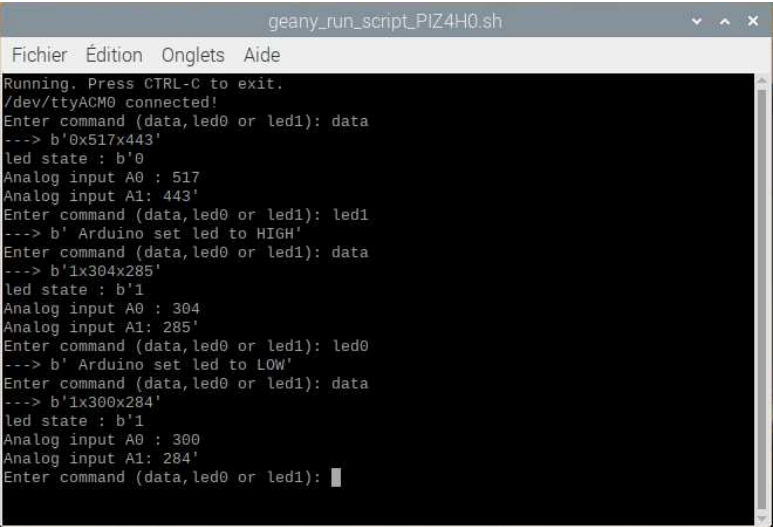 geany_run_script_PIZ4H0.sh
Fichier Édition Onglets Aide
Running. Press CTRL-C to exit.
/dev/ttyACM0 connected!
Enter command (data,led0 or led1): data
---> b'0x517x443'
led state : b'0
Analog input A0 : 517
Analog input A1: 443'
Enter command (data,led0 or led1): led1
---> b' Arduino set led to HIGH'
Enter command (data,led0 or led1): data
---> b'1x304x285'
led state : b'1
Analog input A0 : 304
Analog input A1: 285'
Enter command (data,led0 or led1): led0
---> b' Arduino set led to LOW'
Enter command (data,led0 or led1): data
---> b'1x300x284'
led state : b'1
Analog input A0 : 300
Analog input A1: 284'
Enter command (data,led0 or led1):